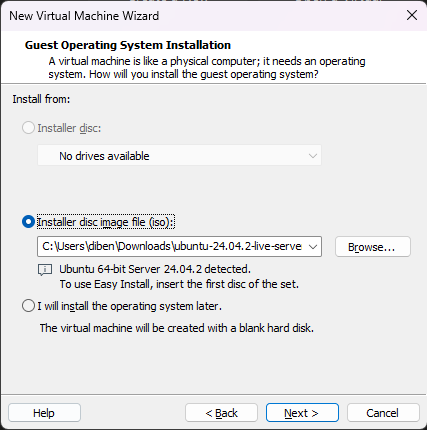 New Virtual Machine Wizard
Guest Operating System Installation
A virtual machine is like a physical computer; it needs an operating
system. How will you install the guest operating system?
Install from:
Installer disc:
No drives available
Installer disc image file (iso):
C:\Users\diben\Downloads\ubuntu-24.04.2-live-serve
Browse...
Ubuntu 64-bit Server 24.04.2 detected.
To use Easy Install, insert the first disc of the set.
I will install the operating system later.
The virtual machine will be created with a blank hard disk.
Help
< Back
Next >
Cancel